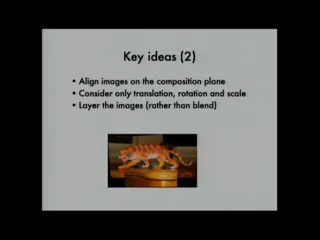 Key ideas (2)
• Align images on the composition plane
• Consider only translation, rotation and scale
• Layer the images (rather than blend)